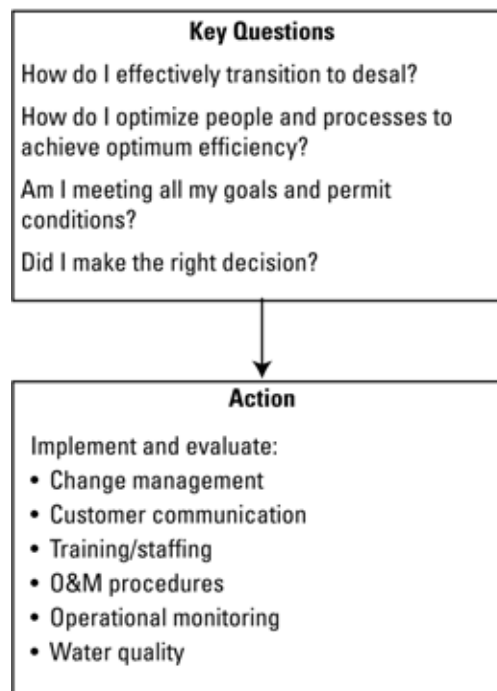 Key Questions
How do I effectively transition to desal?
How do I optimize people and processes to
achieve optimum efficiency?
Am I meeting all my goals and permit
conditions?
Did I make the right decision?
Action
Implement and evaluate:
• Change management
• Customer communication
• Training/staffing
• O&M procedures
• Operational monitoring
• Water quality